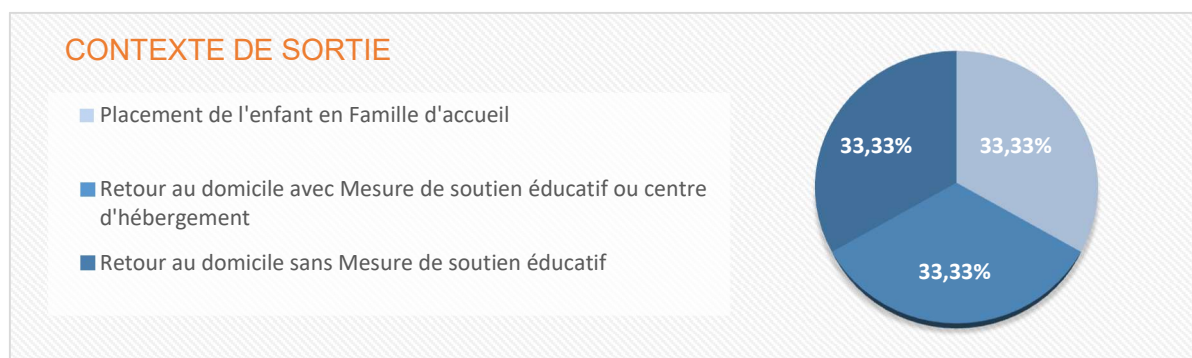 CONTEXTE DE SORTIE
Placement de l'enfant en Famille d'accueil
Retour au domicile avec Mesure de soutien éducatif ou centre
d'hébergement
Retour au domicile sans Mesure de soutien éducatif
33,33%
33,33%
33,33%